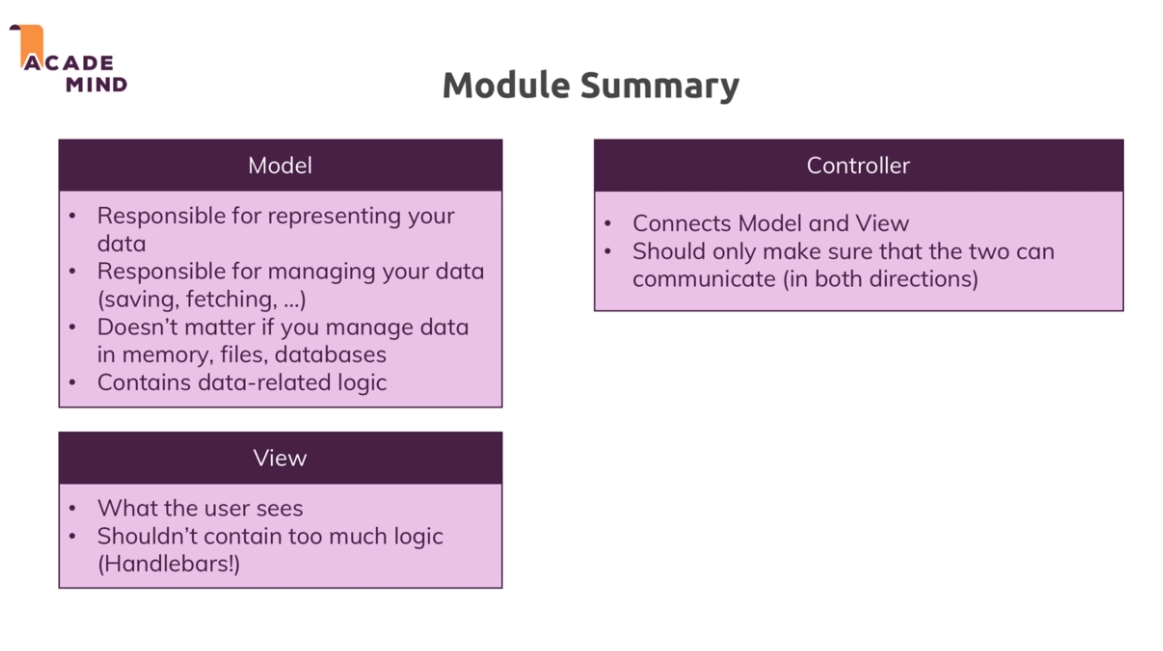 ACADE
MIND
Module Summary
Model
• Responsible for representing your
data
• Responsible for managing your data
(saving, fetching, …)
• Doesn’t matter if you manage data
in memory, files, databases
• Contains data-related logic
View
• What the user sees
• Shouldn’t contain too much logic
(Handlebars!)
Controller
• Connects Model and View
• Should only make sure that the two can
communicate (in both directions)